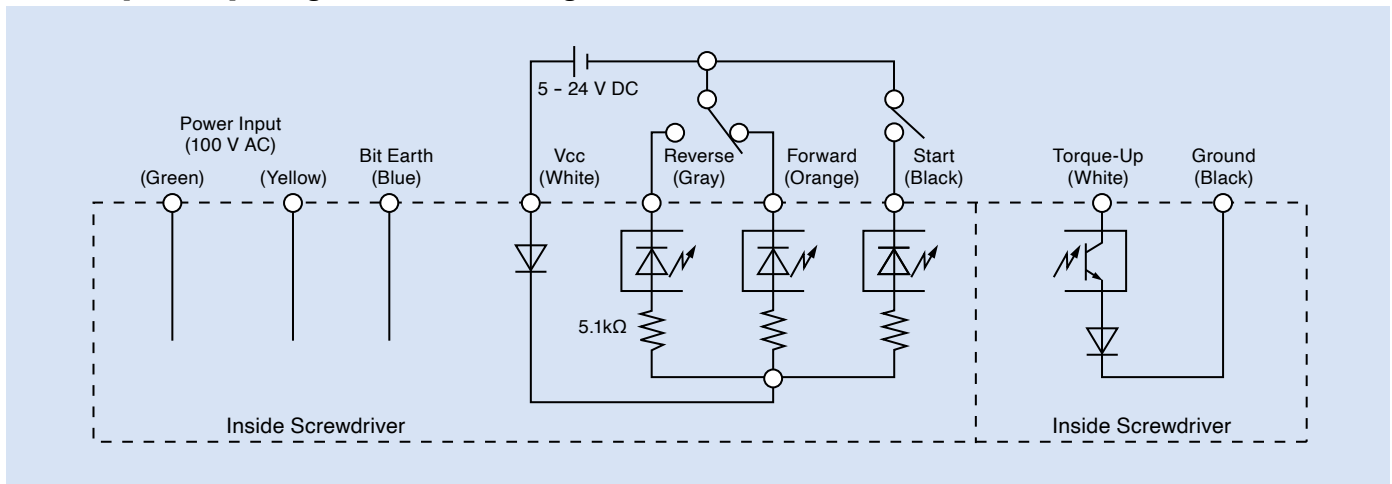 5 - 24 V DC
Power Input
(100 V AC)
(Green)
(Yellow)
Bit Earth
(Blue)
Vcc
(White)
Reverse
(Gray)
Forward
(Orange)
Start
(Black)
Torque-Up
(White)
Ground
(Black)
5.1kΩ
Inside Screwdriver
Inside Screwdriver